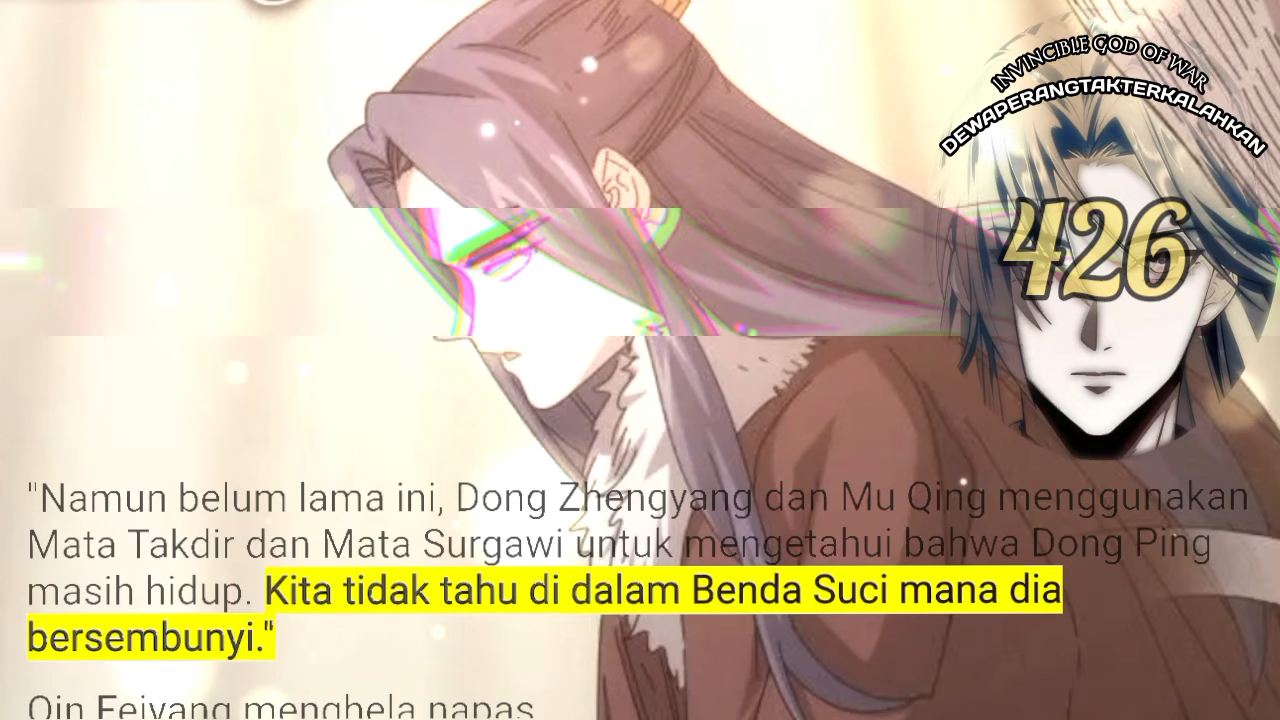 INVINCIBLE GOD OF WAR
DEWAPERANGTAKTERKALAHKAN
426
"Namun belum lama ini, Dong Zhengyang dan Mu Qing menggunakan
Mata Takdir dan Mata Surgawi untuk mengetahui bahwa Dong Ping
masih hidup. Kita tidak tahu di dalam Benda Suci mana dia
bersembunyi."
Qin Feiyang menghela napas